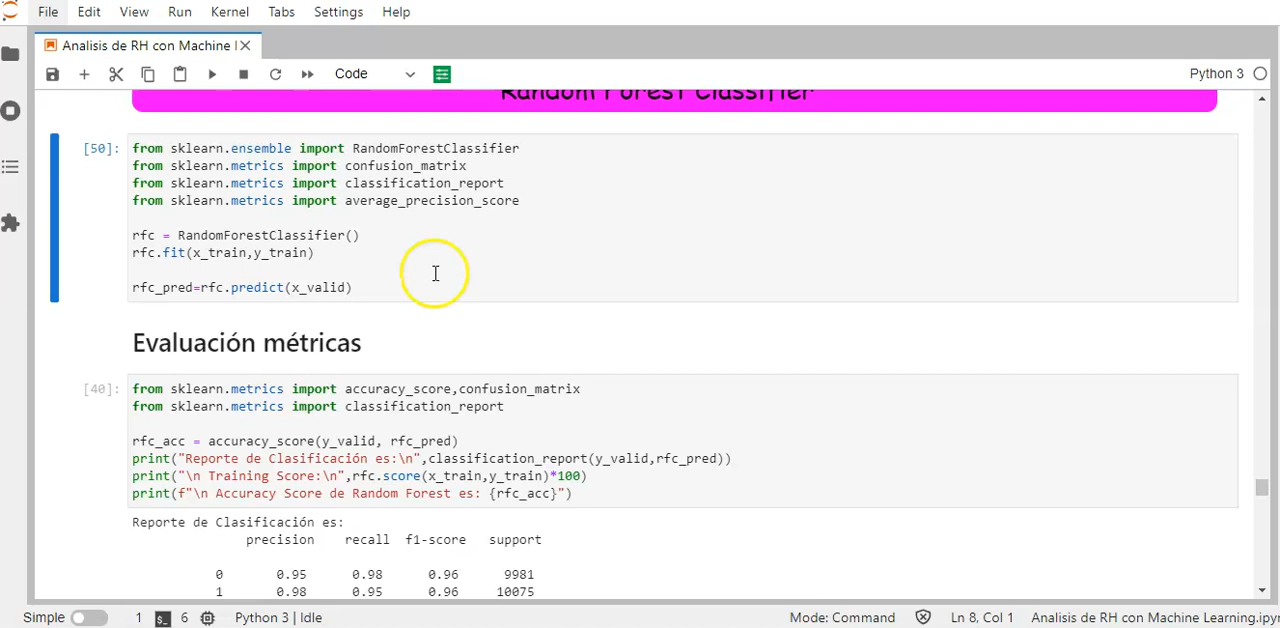 File Edit View Run Kernel Tabs Settings Help
Analisis de RH con Machine
Code
Python 3
Random Forest Classifier
[50]:
from sklearn.ensemble import RandomForestClassifier
from sklearn.metrics import confusion_matrix
from sklearn.metrics import classification_report
from sklearn.metrics import average_precision_score
rfc = RandomForestClassifier()
rfc.fit(x_train,y_train)
rfc_pred=rfc.predict(x_valid)
Evaluación métricas
[40]:
from sklearn.metrics import accuracy_score,confusion_matrix
from sklearn.metrics import classification_report
rfc_acc = accuracy_score(y_valid, rfc_pred)
print("Reporte de Clasificación es:\n",classification_report(y_valid,rfc_pred))
print("\n Training Score:\n",rfc.score(x_train,y_train)*100)
print(f"\n Accuracy Score de Random Forest es: {rfc_acc}")
Reporte de Clasificación es:
precision recall f1-score support
0 0.95 0.98 0.96 9981
1 0.98 0.95 0.96 10075
Simple 1 6 Python 3 | Idle Mode: Command Ln 8, Col 1 Analisis de RH con Machine Learning.ipy